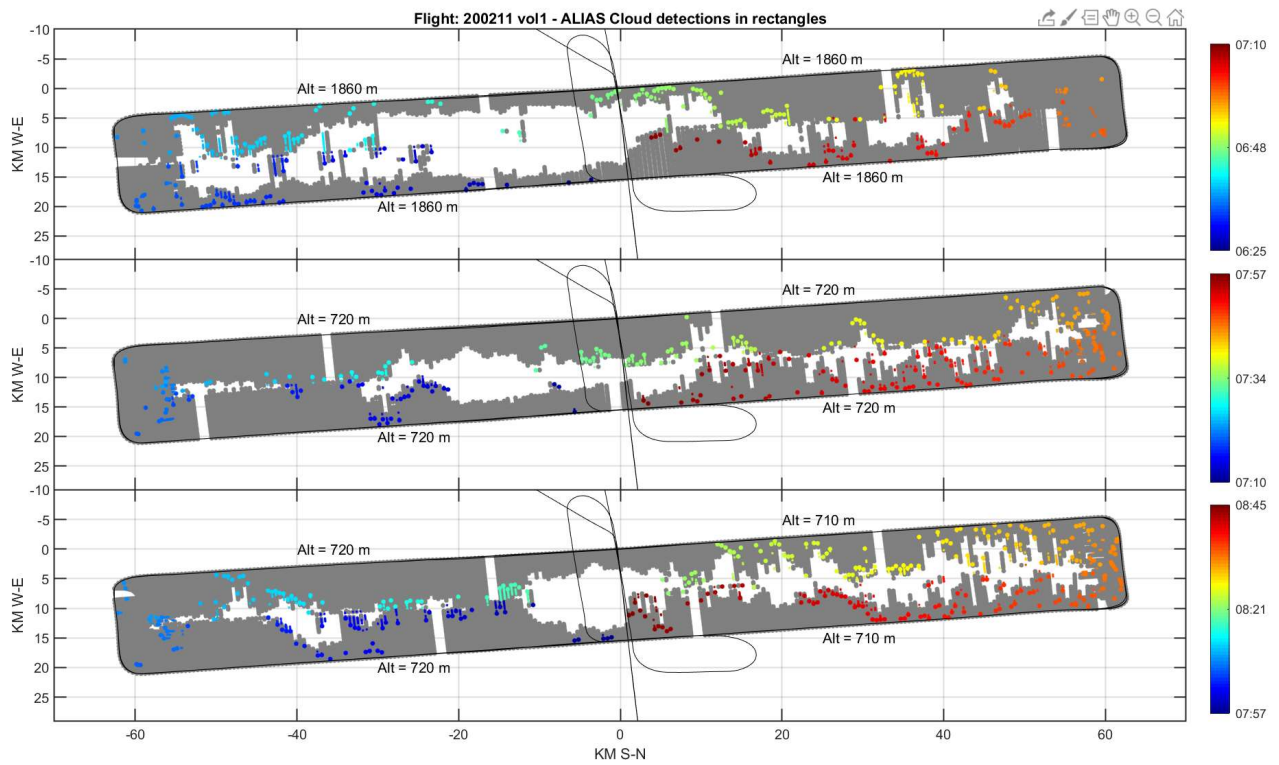 Flight: 200211 vol1 - ALIAS Cloud detections in rectangles
-10
-5
0
5
10
15
20
25
KM W-E
Alt = 1860 m
Alt = 1860 m
Alt = 1860 m
Alt = 1860 m
07:10
06:48
06:25
-10
-5
0
5
10
15
20
25
KM W-E
Alt = 720 m
Alt = 720 m
Alt = 720 m
Alt = 720 m
07:57
07:34
07:10
-10
-5
0
5
10
15
20
25
KM W-E
Alt = 720 m
Alt = 710 m
Alt = 720 m
Alt = 710 m
08:45
08:21
07:57
-60 -40 -20 0 20 40 60
KM S-N